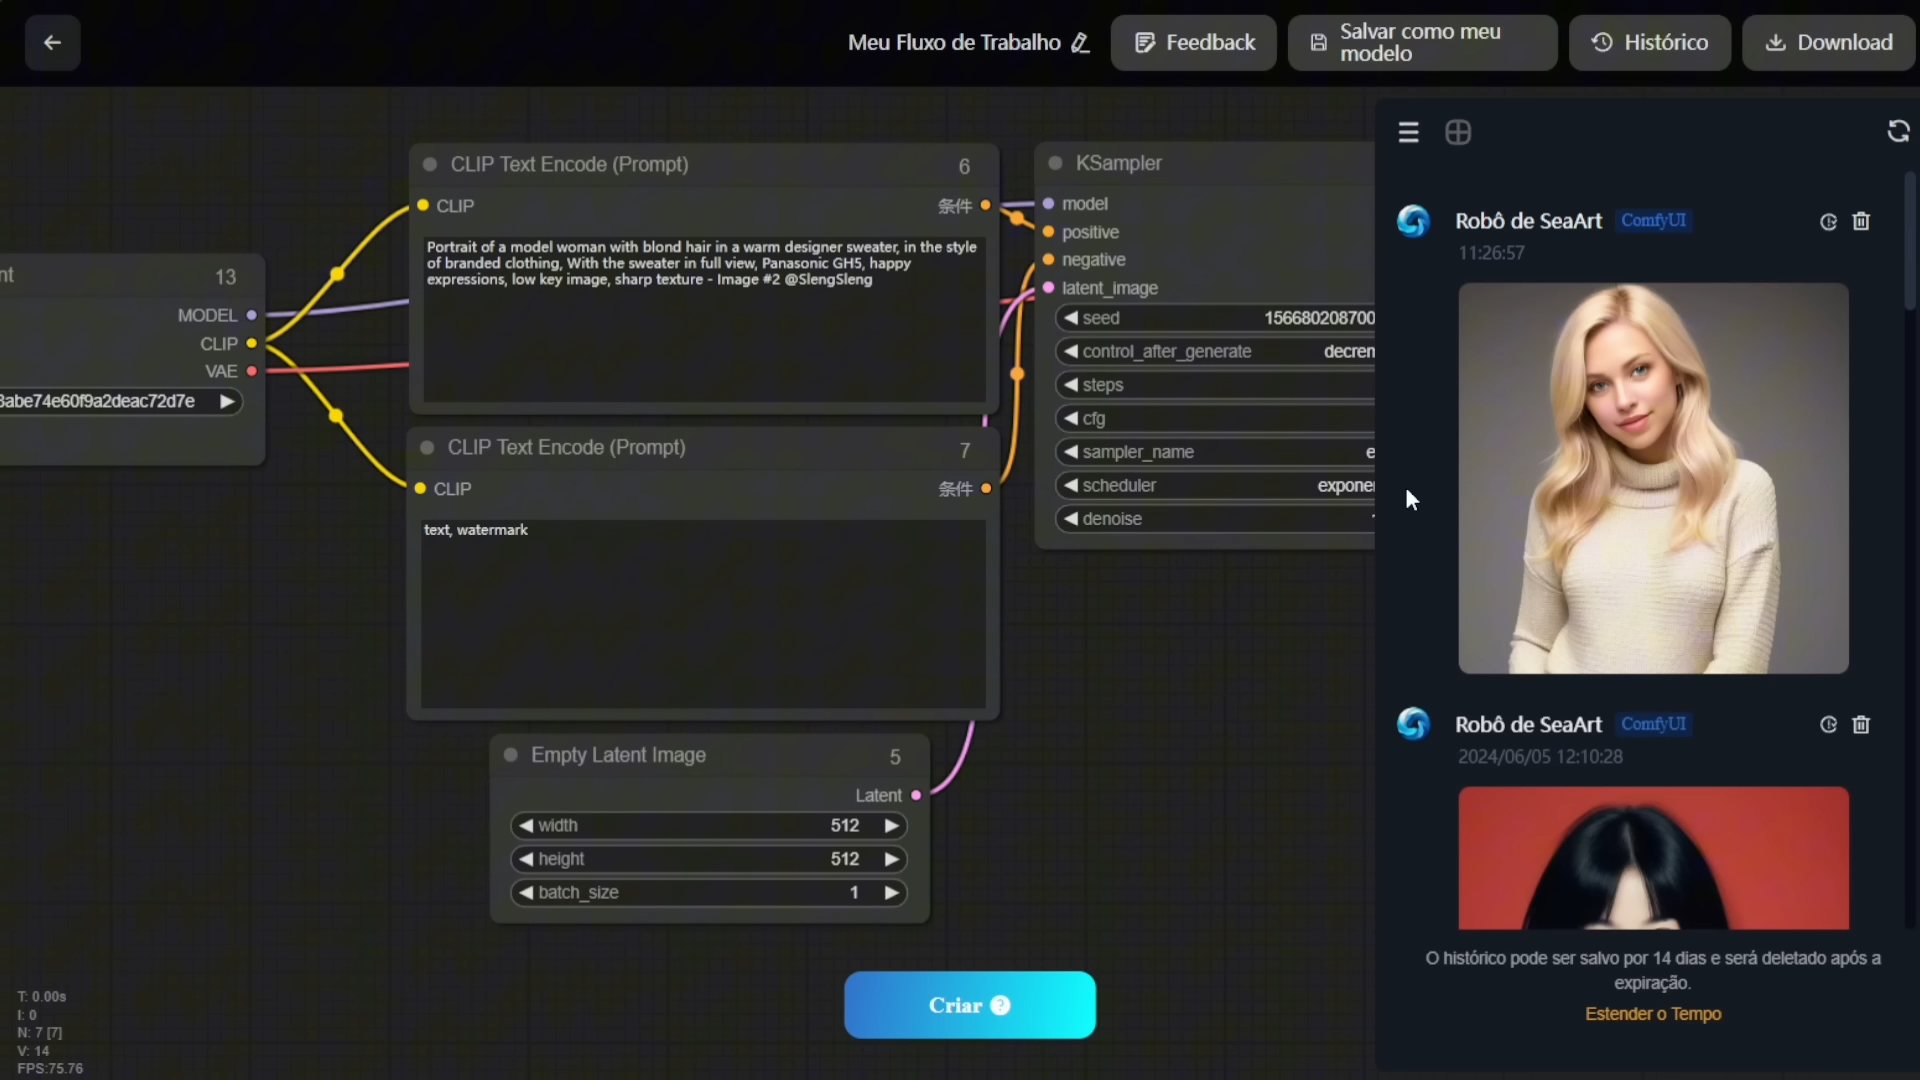 Meu Fluxo de Trabalho
Feedback
Salvar como meu
modelo
Histórico
Download
nt
13
MODEL
CLIP
VAE
3abe74e60f9a2deac72d7e
CLIP Text Encode (Prompt)
6
CLIP
条件
Portrait of a model woman with blond hair in a warm designer sweater, in the style
of branded clothing, With the sweater in full view, Panasonic GH5, happy
expressions, low key image, sharp texture - Image #2 @SlengSleng
CLIP Text Encode (Prompt)
7
CLIP
条件
text, watermark
Empty Latent Image
5
Latent
width 512
height 512
batch_size 1
KSampler
model
positive
negative
latent_image
seed 156680208700
control_after_generate decren
steps
cfg
sampler_name e
scheduler expone
denoise
Robô de SeaArt ComfyUI
11:26:57
Robô de SeaArt ComfyUI
2024/06/05 12:10:28
O histórico pode ser salvo por 14 dias e será deletado após a
expiração.
Estender o Tempo
Criar
T: 0.00s
I: 0
N: 7 [7]
V: 14
FPS:75.76